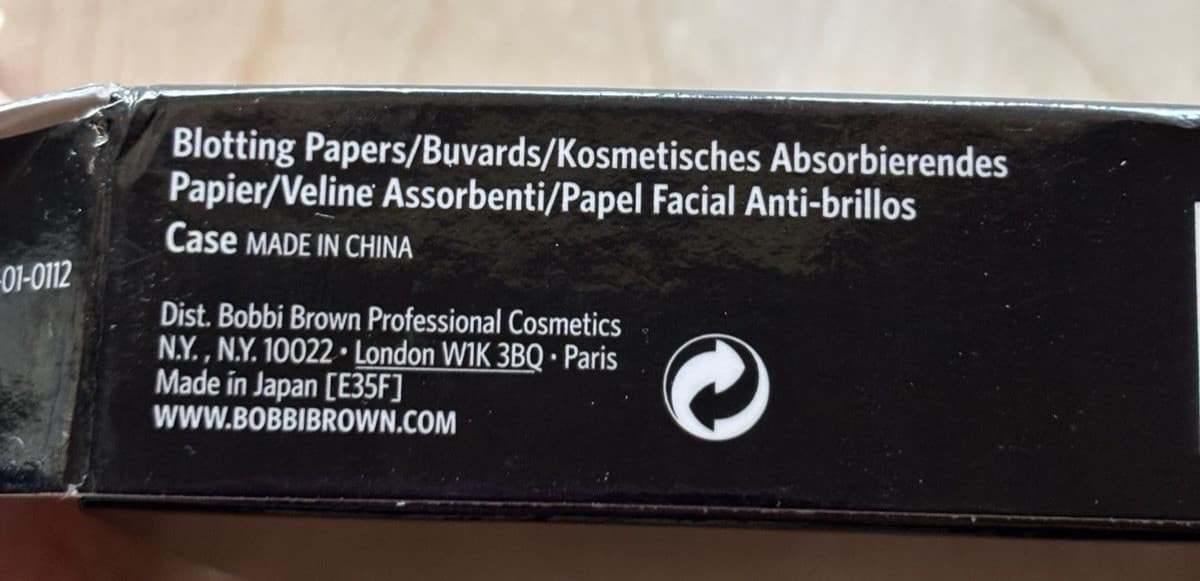 Blotting Papers/Buvards/Kosmetisches Absorbierendes
Papier/Veline Assorbenti/Papel Facial Anti-brillos
Case MADE IN CHINA
-01-0112
Dist. Bobbi Brown Professional Cosmetics
N.Y., N.Y. 10022 • London W1K 3BQ • Paris
Made in Japan [E35F]
WWW.BOBBIBROWN.COM